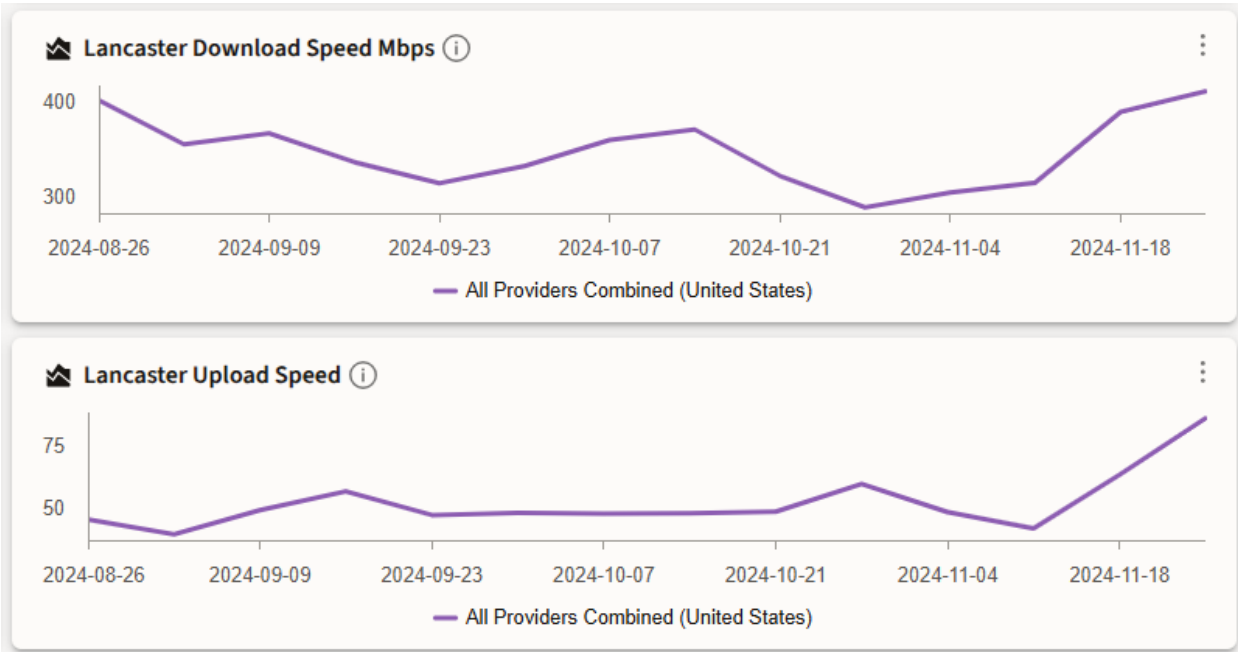 Lancaster Download Speed Mbps
400
300
2024-08-26 2024-09-09 2024-09-23 2024-10-07 2024-10-21 2024-11-04 2024-11-18
All Providers Combined (United States)
Lancaster Upload Speed
75
50
2024-08-26 2024-09-09 2024-09-23 2024-10-07 2024-10-21 2024-11-04 2024-11-18
All Providers Combined (United States)